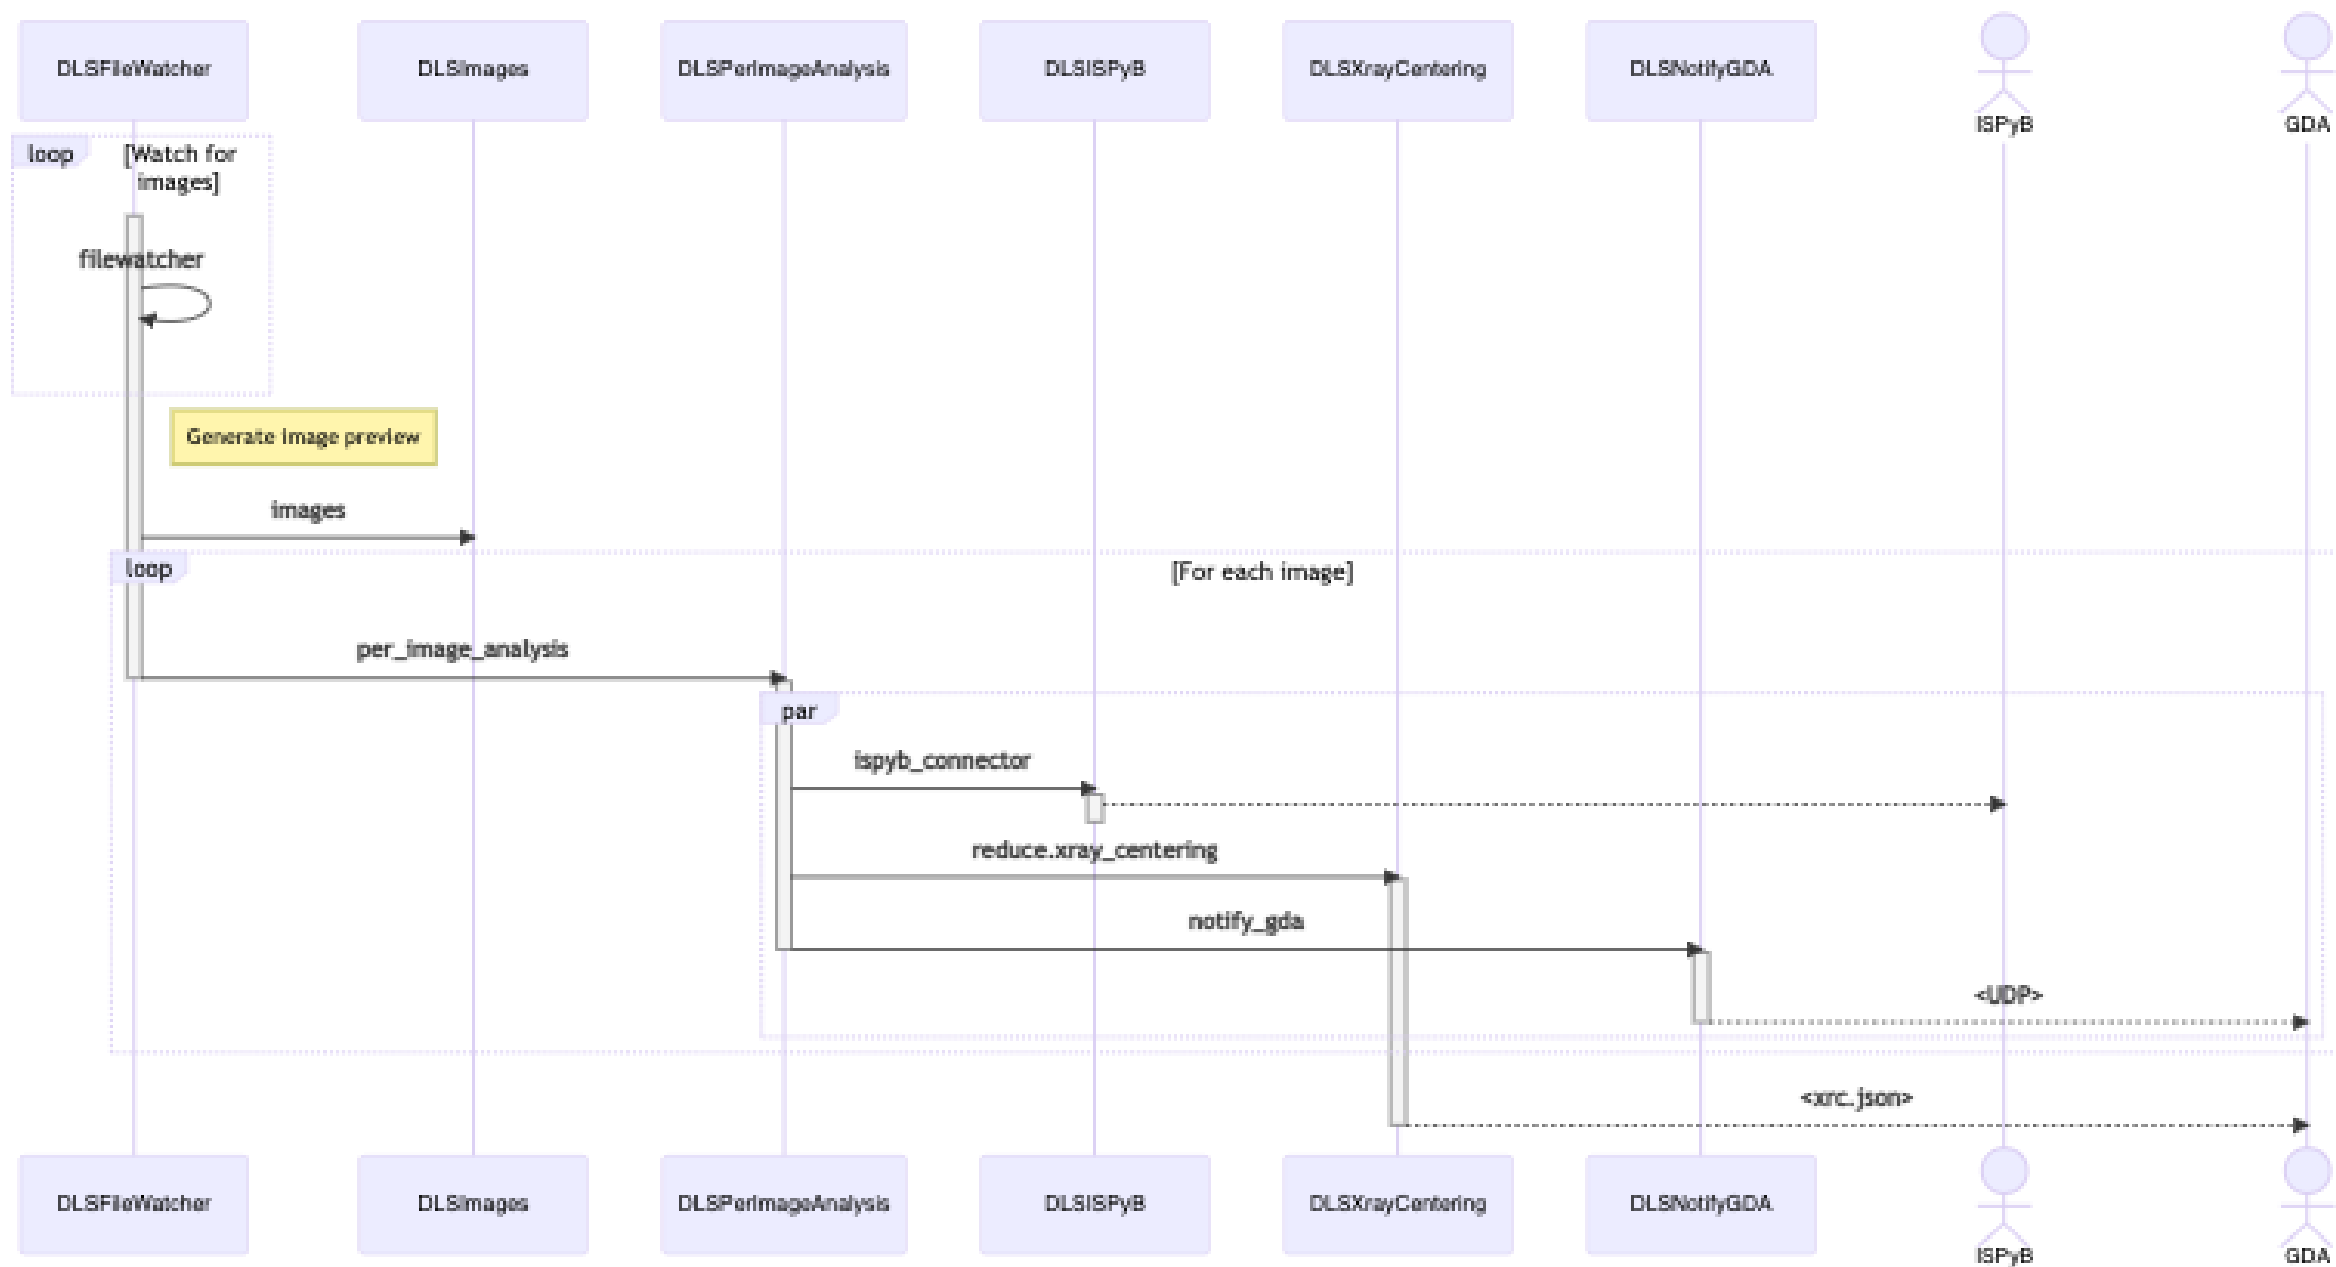 DLSFileWatcher
DLSImages
DLSPerImageAnalysis
DLSISPyB
DLSXrayCentering
DLSNotifyGDA
ISPyB
GDA
loop
[Watch for
images]
filewatcher
Generate image preview
images
loop
[For each image]
per_image_analysis
par
ispyb_connector
reduce.xray_centering
notify_gda
<UDP>
<xrc.json>
DLSFileWatcher
DLSImages
DLSPerImageAnalysis
DLSISPyB
DLSXrayCentering
DLSNotifyGDA
ISPyB
GDA